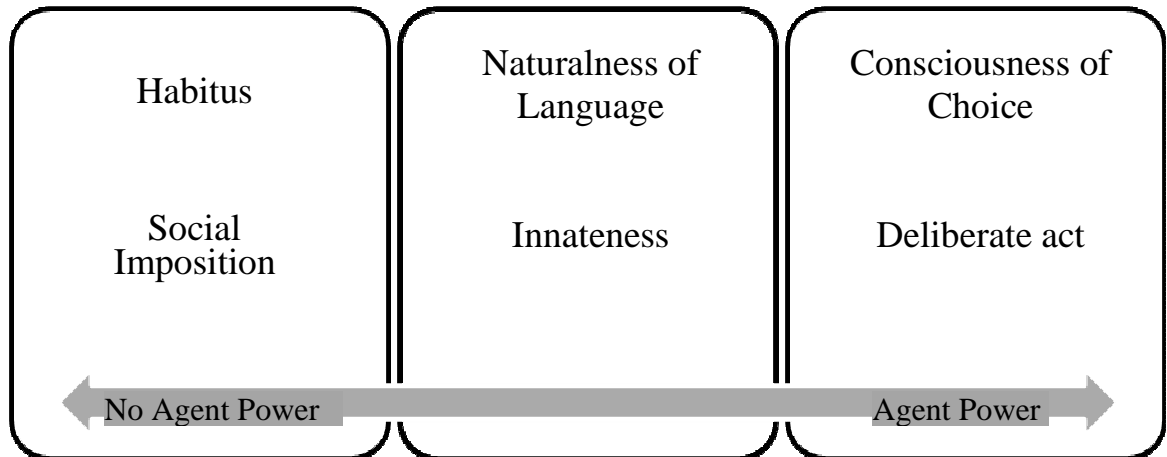 Habitus
Social
Imposition
Naturalness of
Language
Innateness
Consciousness of
Choice
Deliberate act
No Agent Power
Agent Power